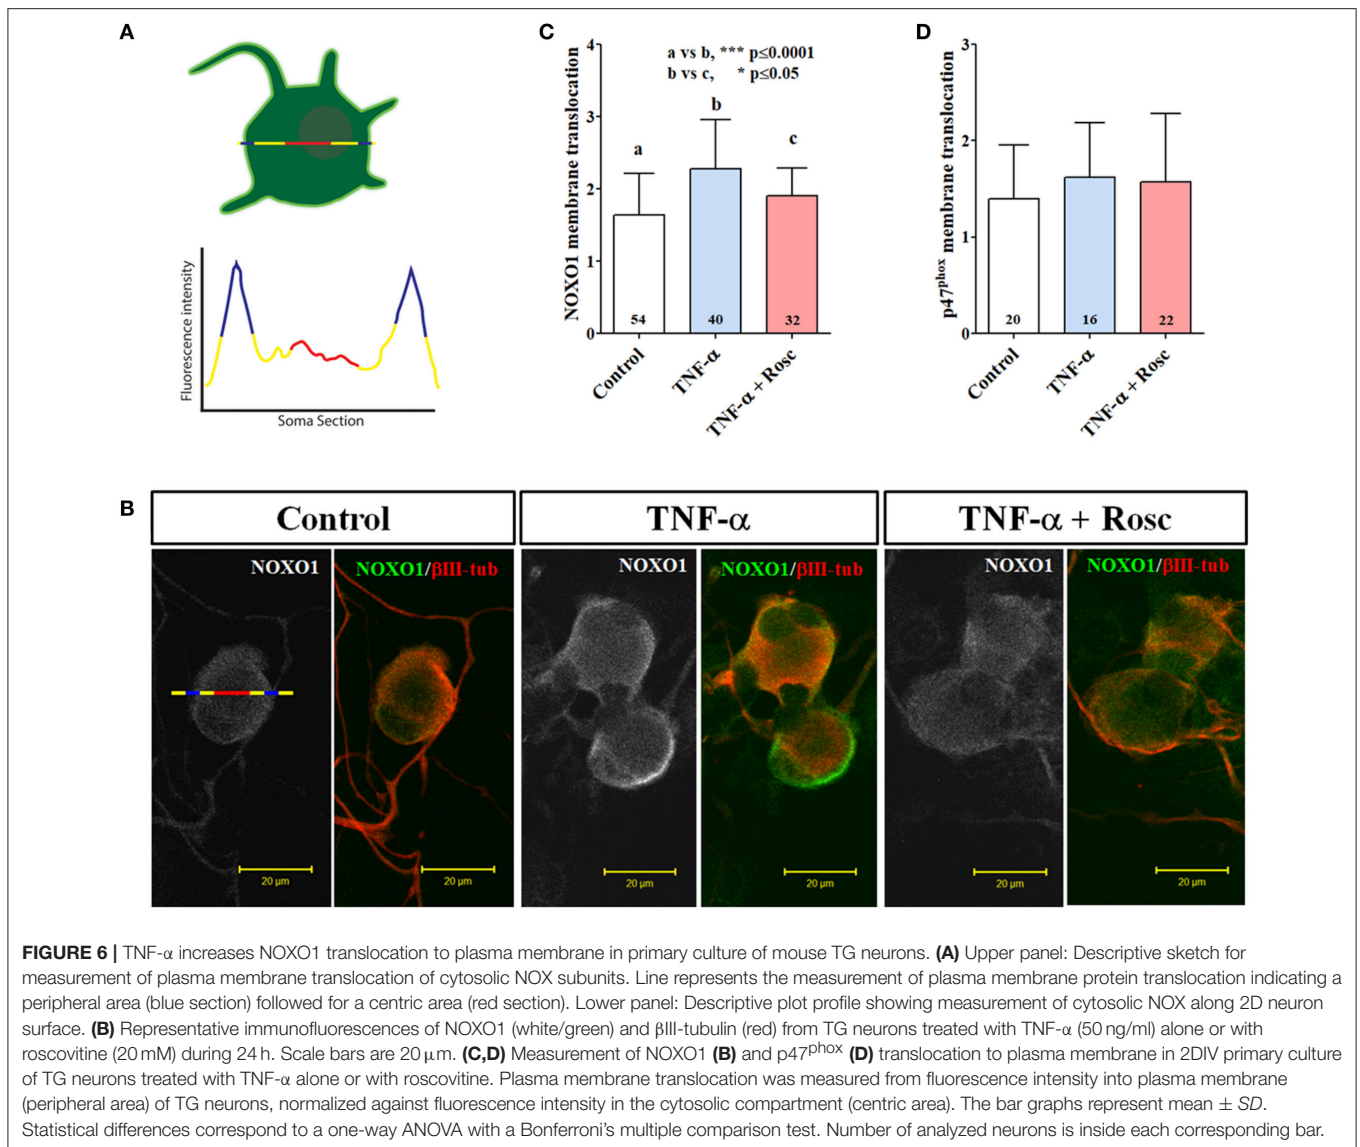 A
Fluorescence intensity
Soma Section
C
NOXO1 membrane translocation
4
3
2
1
0
a vs b, *** p≤0.0001
b vs c, * p≤0.05
a
b
c
54
40
32
Control
TNF-α
TNF-α + Rosc
D
p47phox membrane translocation
3
2
1
0
20
16
22
Control
TNF-α
TNF-α + Rosc
B
Control
TNF-α
TNF-α + Rosc
NOXO1
NOXO1/βIII-tub
NOXO1
NOXO1/βIII-tub
NOXO1
NOXO1/βIII-tub
20 μm
20 μm
20 μm
20 μm
20 μm
20 μm
FIGURE 6 | TNF-α increases NOXO1 translocation to plasma membrane in primary culture of mouse TG neurons. (A) Upper panel: Descriptive sketch for
measurement of plasma membrane translocation of cytosolic NOX subunits. Line represents the measurement of plasma membrane protein translocation indicating a
peripheral area (blue section) followed for a centric area (red section). Lower panel: Descriptive plot profile showing measurement of cytosolic NOX along 2D neuron
surface. (B) Representative immunofluorescences of NOXO1 (white/green) and βIII-tubulin (red) from TG neurons treated with TNF-α (50 ng/ml) alone or with
roscovitine (20 mM) during 24 h. Scale bars are 20 μm. (C,D) Measurement of NOXO1 (B) and p47phox (D) translocation to plasma membrane in 2DIV primary culture
of TG neurons treated with TNF-α alone or with roscovitine. Plasma membrane translocation was measured from fluorescence intensity into plasma membrane
(peripheral area) of TG neurons, normalized against fluorescence intensity in the cytosolic compartment (centric area). The bar graphs represent mean ± SD.
Statistical differences correspond to a one-way ANOVA with a Bonferroni's multiple comparison test. Number of analyzed neurons is inside each corresponding bar.